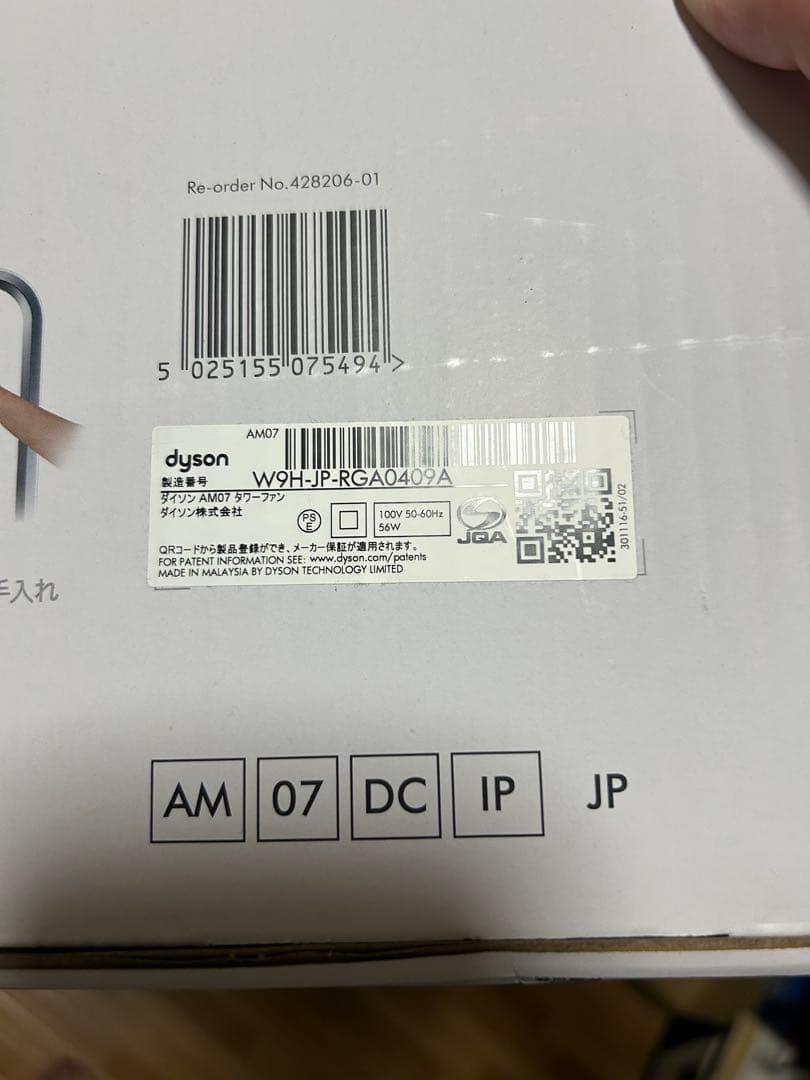 Re-order No.428206-01
5 025155 075494 >
AM07
dyson
製造番号 W9H-JP-RGA0409A
ダイソン AM07 タワーファン
ダイソン株式会社
PS
E
100V 50-60Hz
56W
JQA
301116-51/02
QRコードから製品登録ができ、メーカー保証が適用されます。
FOR PATENT INFORMATION SEE: www.dyson.com/patents
MADE IN MALAYSIA BY DYSON TECHNOLOGY LIMITED
手入れ
AM 07 DC IP JP